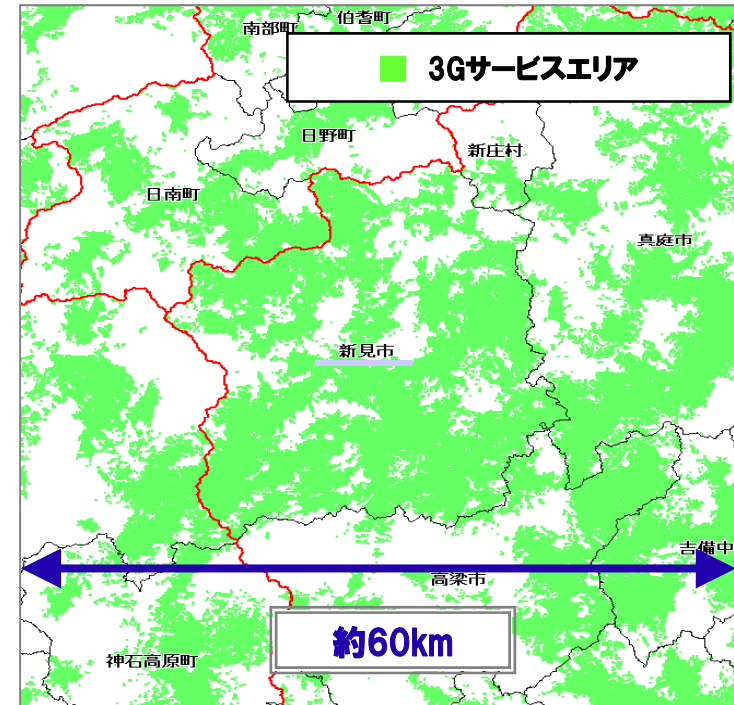 伯耆町
南部町
3Gサービスエリア
日野町
新庄村
日南町
真庭市
新見市
吉備中
高梁市
約60km
神石高原町